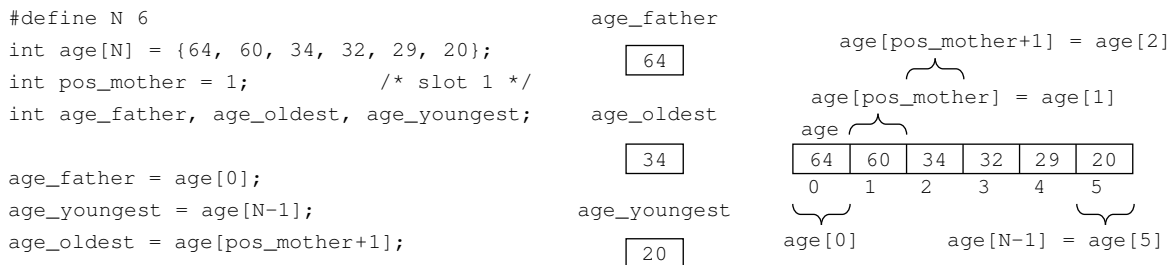 #define N 6
int age[N] = {64, 60, 34, 32, 29, 20};
int pos_mother = 1; /* slot 1 */
int age_father, age_oldest, age_youngest;
age_father = age[0];
age_youngest = age[N-1];
age_oldest = age[pos_mother+1];
age_father
64
age_oldest
34
age_youngest
20
age[pos_mother+1] = age[2]
age[pos_mother] = age[1]
age
64 60 34 32 29 20
0 1 2 3 4 5
age[0] age[N-1] = age[5]